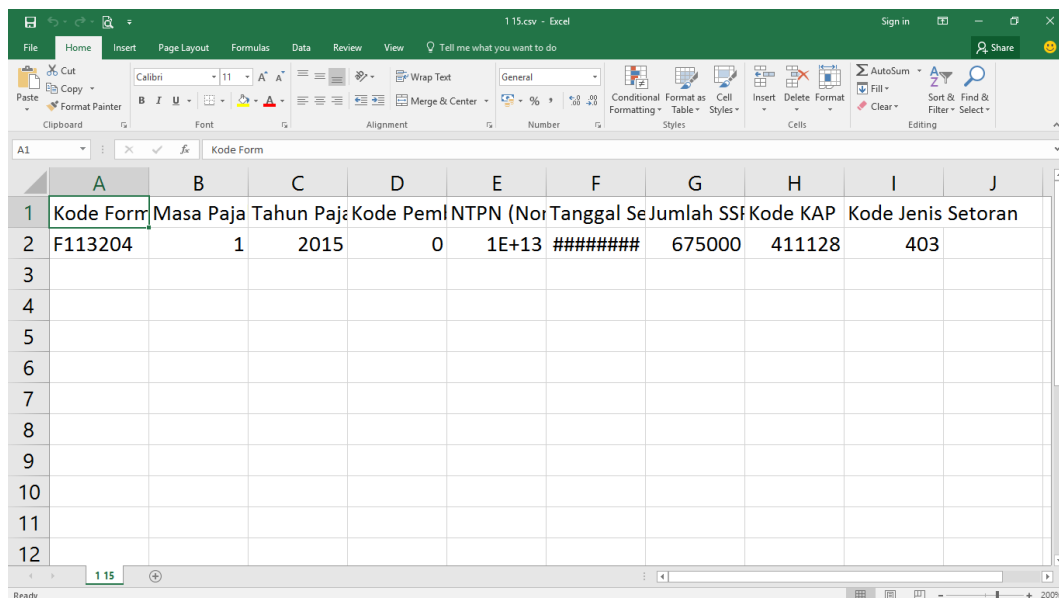 1 15.csv - Excel
Sign in
File Home Insert Page Layout Formulas Data Review View Tell me what you want to do Share
Paste
Cut
Copy
Format Painter
Clipboard
Calibri 11
B I U
Font
Wrap Text
Merge & Center
Alignment
General
% , 
Number
Conditional Formatting
Format as Table
Cell Styles
Styles
Insert Delete Format
Cells
AutoSum
Fill
Clear
Sort & Filter
Find & Select
Editing
A1 fx Kode Form
A B C D E F G H I J
1 Kode Form Masa Paja Tahun Paja Kode Peml NTPN (Nor Tanggal Se Jumlah SSF Kode KAP Kode Jenis Setoran
2 F113204 1 2015 0 1E+13 ######## 675000 411128 403
3
4
5
6
7
8
9
10
11
12
1 15
Ready